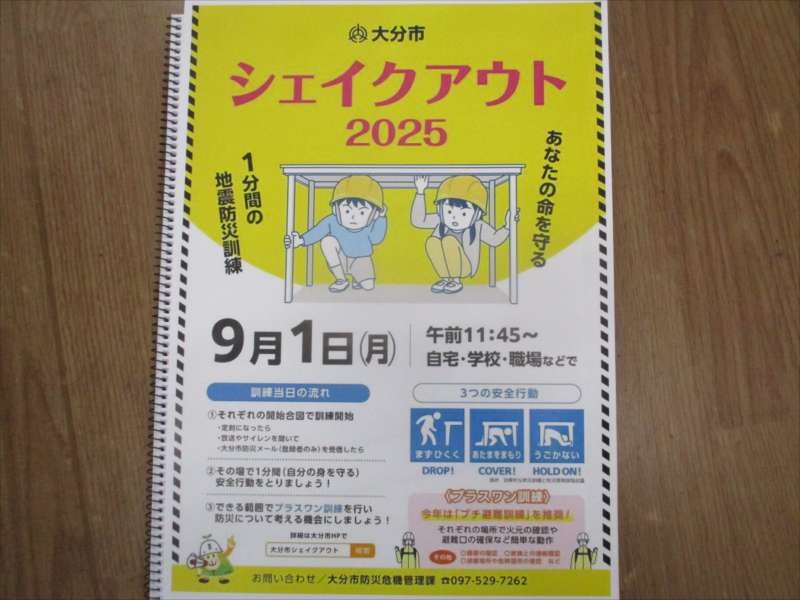 大分市
シェイクアウト
2025
1分間の
地震防災訓練
あなたの命を守る
9月1日(月)
午前11:45～
自宅・学校・職場などで
訓練当日の流れ
①それぞれの開始合図で訓練開始
・定刻になったら
・放送やサイレンを聞いて
・大分市防災メール(登録者のみ)を受信したら
②その場で1分間(自分の身を守る)
安全行動をとりましょう!
③できる範囲でプラスワン訓練を行い
防災について考える機会にしましょう!
詳細は大分市HPで
大分市シェイクアウト 検索
3つの安全行動
まずひくく
DROP!
あたまをまもり
COVER!
うごかない
HOLD ON!
〈プラスワン訓練〉
今年は「プチ避難訓練」を推奨!
それぞれの場所で火元の確認や
避難口の確保など簡単な動作
その他
お問い合わせ／大分市防災危機管理課 ☎097-529-7262